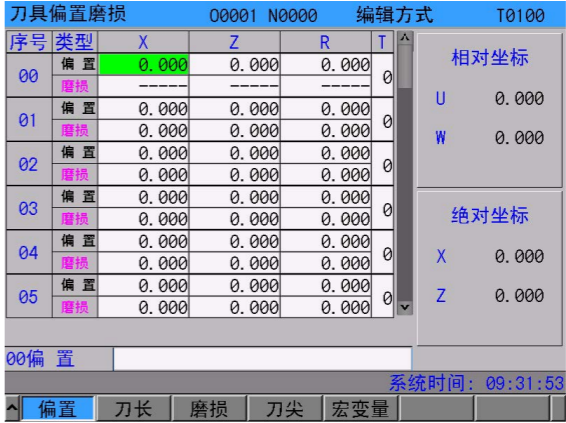 刀具偏置磨损 O0001 N0000 编辑方式 T0100
序号 类型 X Z R T
00 偏 置 0.000 0.000 0.000 0
磨损 ----- ----- -----
01 偏 置 0.000 0.000 0.000 0
磨损 0.000 0.000 0.000
02 偏 置 0.000 0.000 0.000 0
磨损 0.000 0.000 0.000
03 偏 置 0.000 0.000 0.000 0
磨损 0.000 0.000 0.000
04 偏 置 0.000 0.000 0.000 0
磨损 0.000 0.000 0.000
05 偏 置 0.000 0.000 0.000 0
磨损 0.000 0.000 0.000
相对坐标
U 0.000
W 0.000
绝对坐标
X 0.000
Z 0.000
00偏 置
系统时间: 09:31:53
偏置 刀长 磨损 刀尖 宏变量